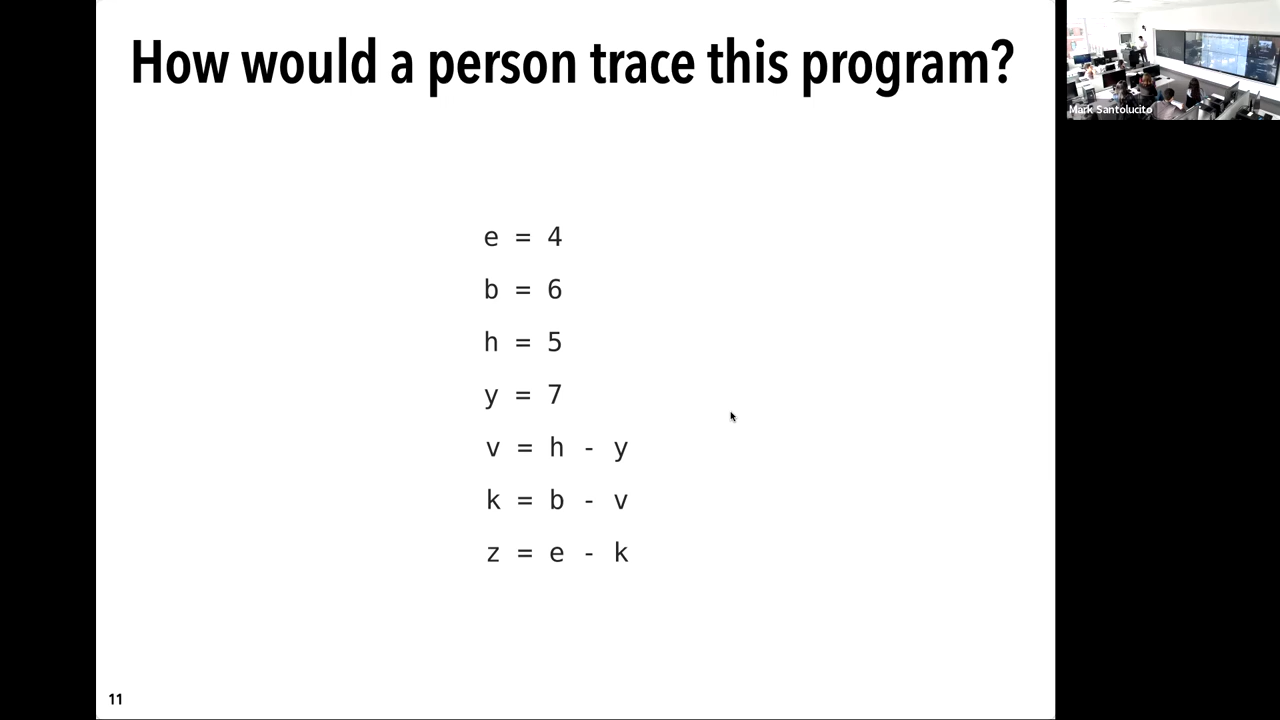 How would a person trace this program?
Mark Santolucito
e = 4
b = 6
h = 5
y = 7
v = h - y
k = b - v
z = e - k
11